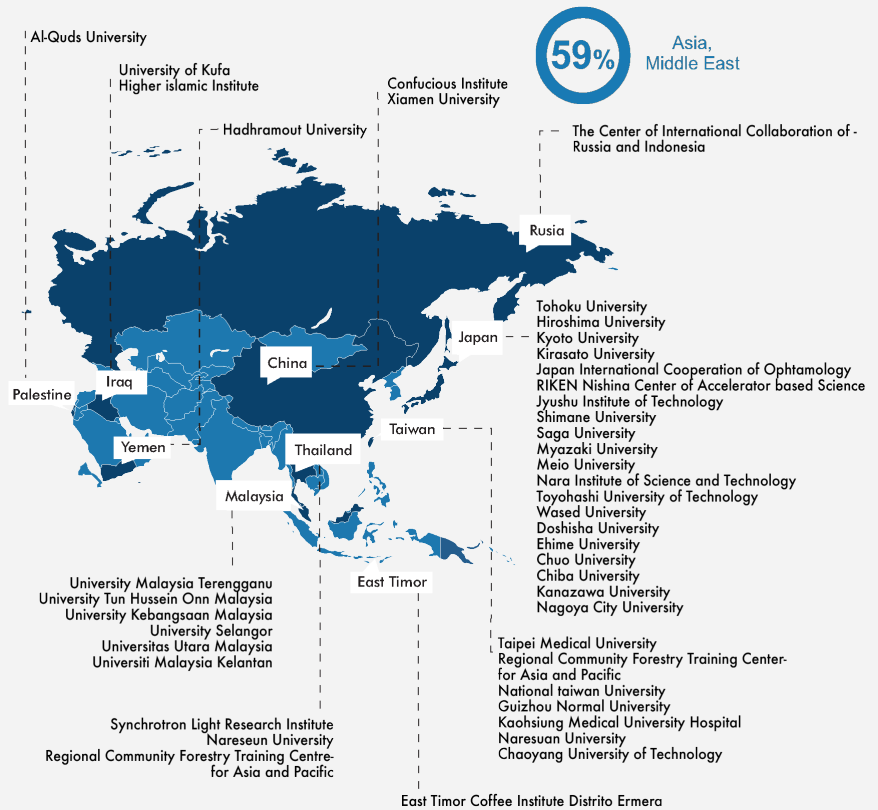 Al-Quds University
University of Kufa
Higher islamic Institute
Hadhramout University
Confucious Institute
Xiamen University
59%
Asia,
Middle East
The Center of International Collaboration of -
Russia and Indonesia
Rusia
Japan
China
Iraq
Palestine
Yemen
Thailand
Taiwan
Malaysia
East Timor
Tohoku University
Hiroshima University
Kyoto University
Kirasato University
Japan International Cooperation of Ophtamology
RIKEN Nishina Center of Accelerator based Science
Jyushu Institute of Technology
Shimane University
Saga University
Myazaki University
Meio University
Nara Institute of Science and Technology
Toyohashi University of Technology
Wased University
Doshisha University
Ehime University
Chuo University
Chiba University
Kanazawa University
Nagoya City University
University Malaysia Terengganu
University Tun Hussein Onn Malaysia
University Kebangsaan Malaysia
University Selangor
Universitas Utara Malaysia
Universiti Malaysia Kelantan
Taipei Medical University
Regional Community Forestry Training Center-
for Asia and Pacific
National taiwan University
Guizhou Normal University
Kaohsiung Medical University Hospital
Naresuan University
Chaoyang University of Technology
Synchrotron Light Research Institute
Nareseun University
Regional Community Forestry Training Centre-
for Asia and Pacific
East Timor Coffee Institute Distrito Ermera